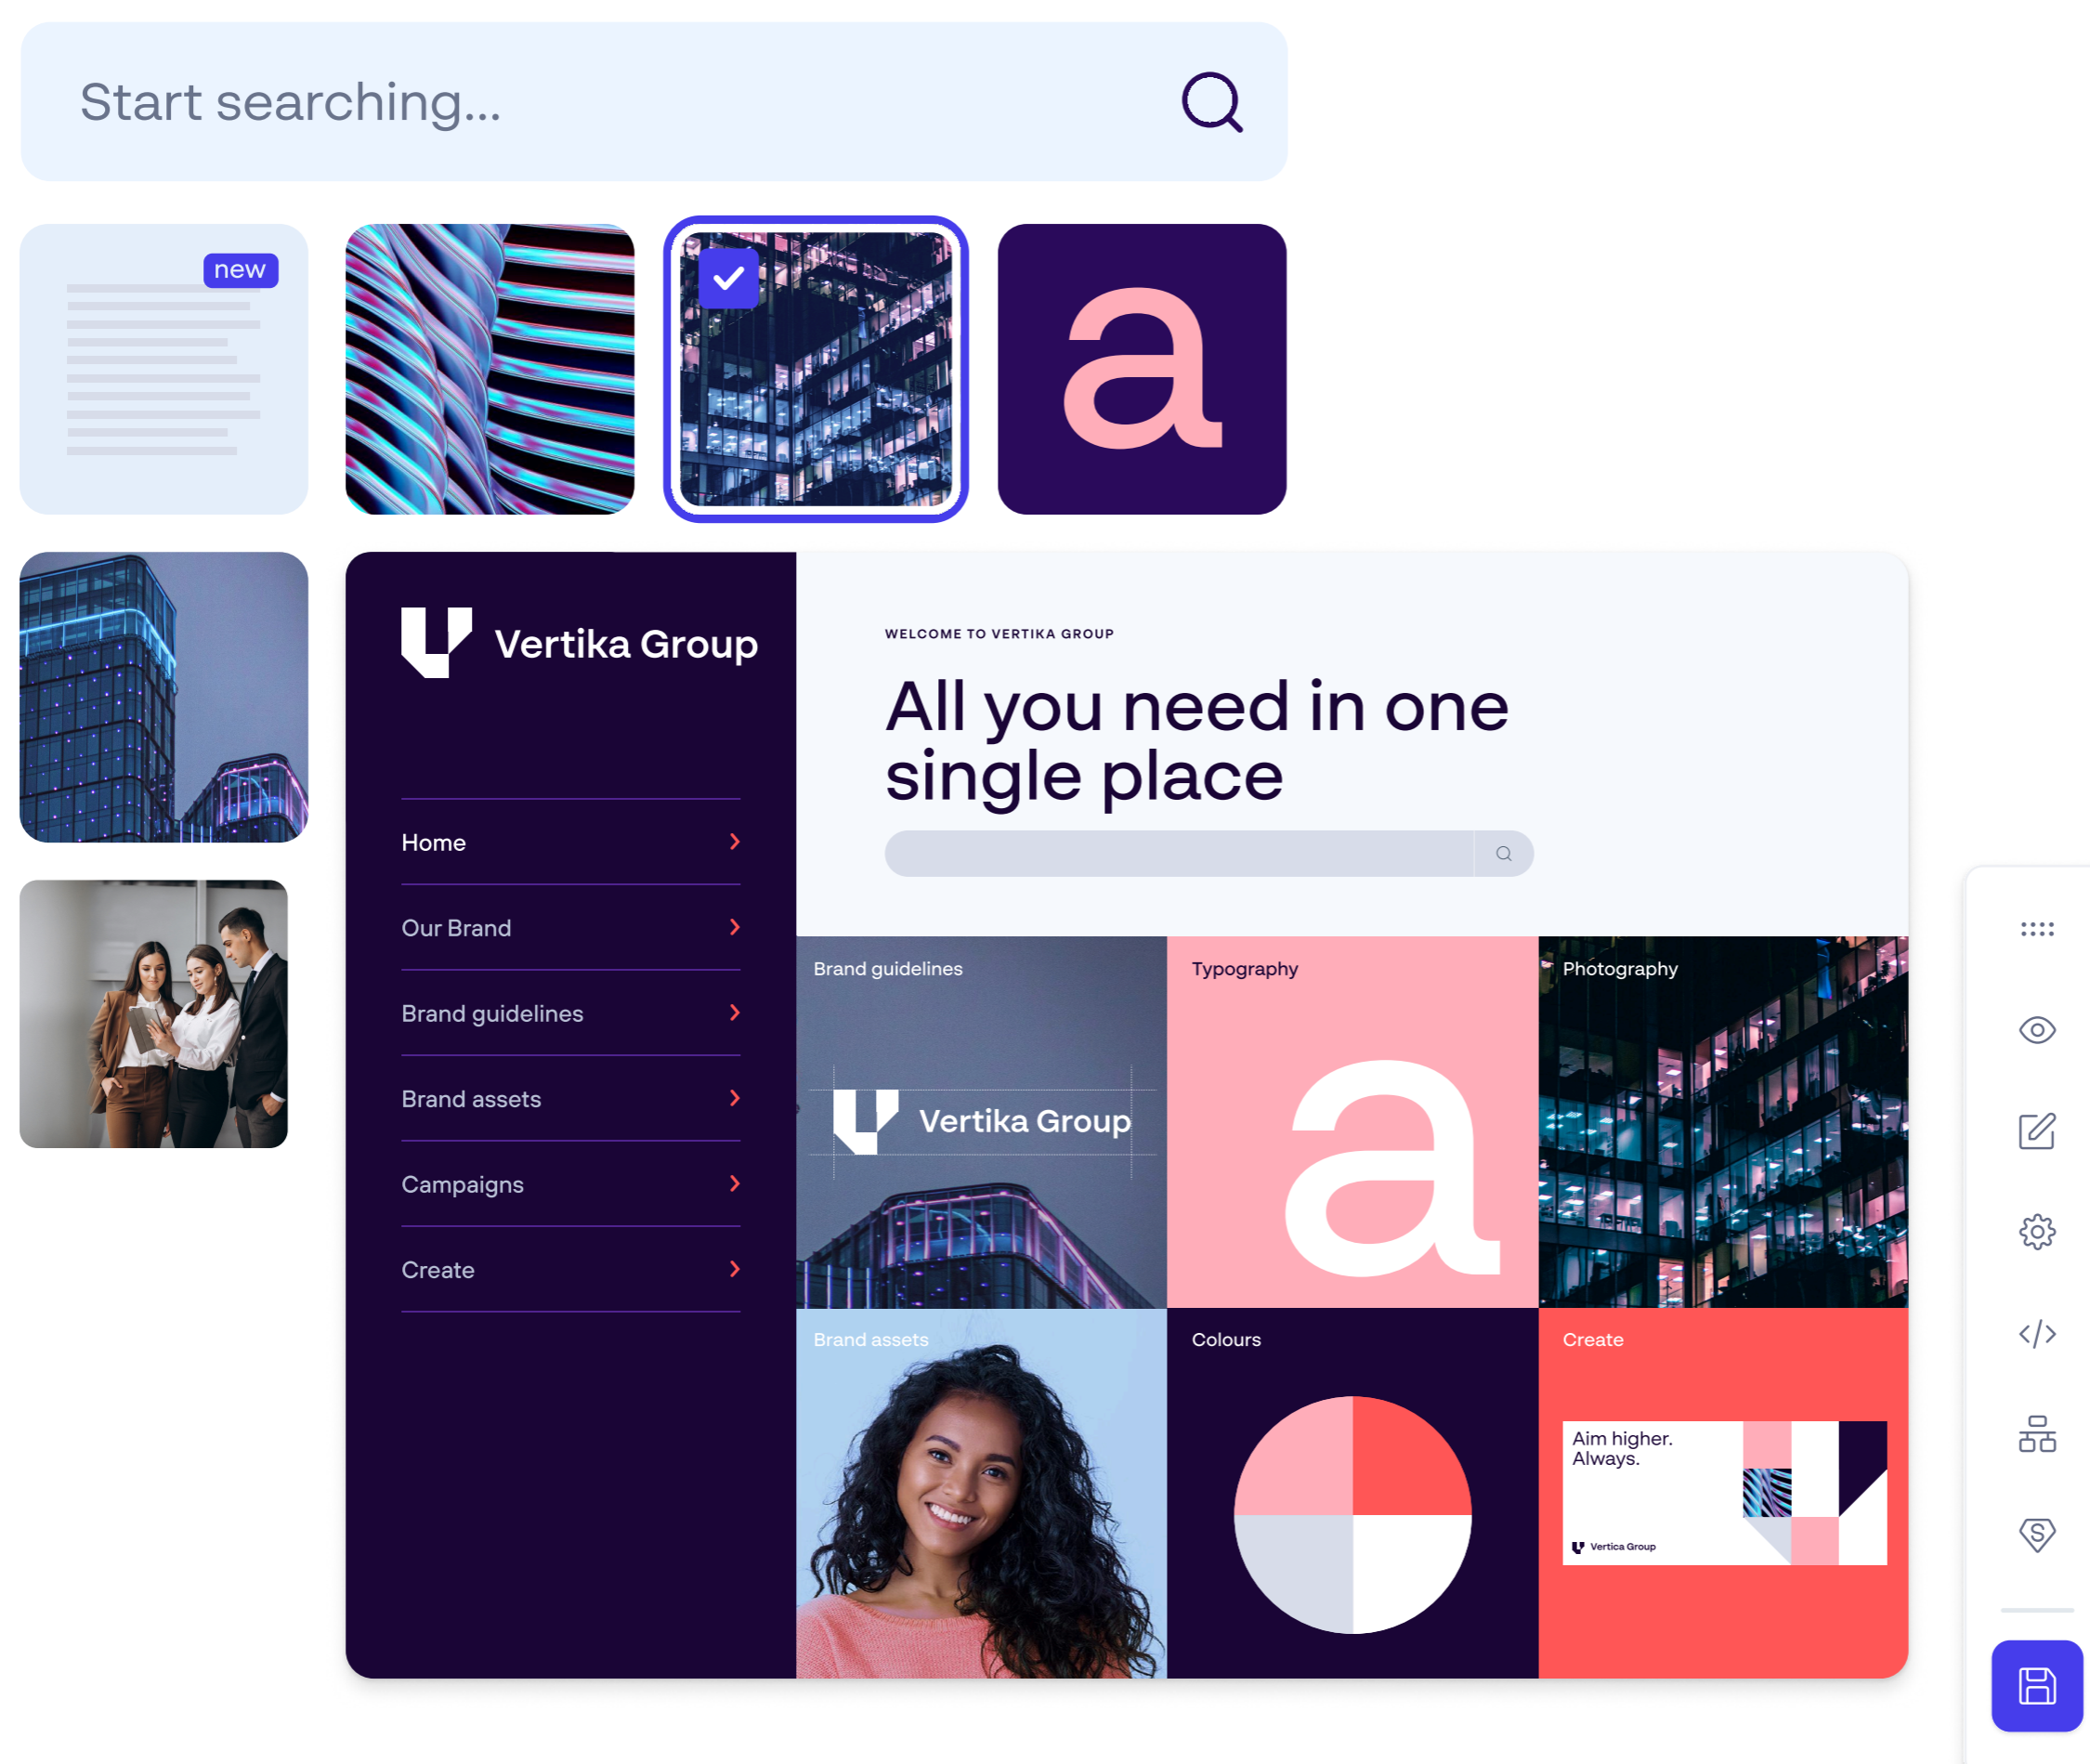 Start searching...
new
a
Vertika Group
Home
Our Brand
Brand guidelines
Brand assets
Campaigns
Create
WELCOME TO VERTIKA GROUP
All you need in one
single place
Brand guidelines
Vertika Group
Typography
a
Photography
Brand assets
Colours
Create
Aim higher.
Always.
Vertica Group
S